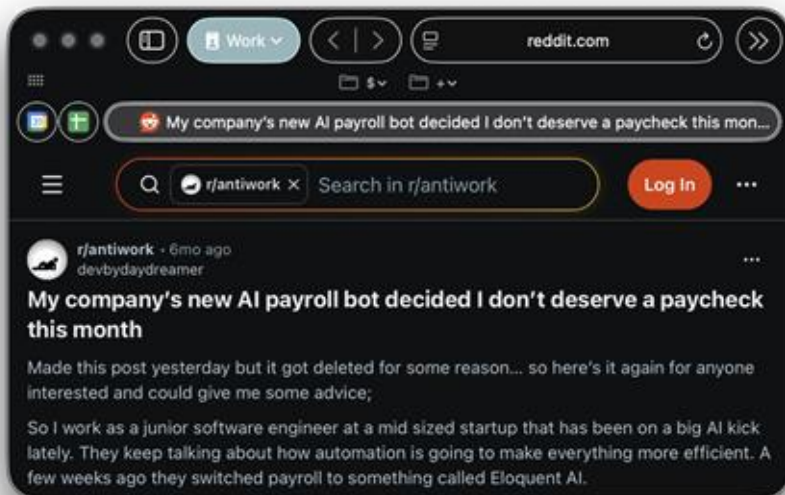 Work
reddit.com
$
My company's new AI payroll bot decided I don't deserve a paycheck this mon...
r/antiwork × Search in r/antiwork
Log In
r/antiwork • 6mo ago
devbydaydreamer
My company's new AI payroll bot decided I don't deserve a paycheck
this month
Made this post yesterday but it got deleted for some reason... so here's it again for anyone
interested and could give me some advice;
So I work as a junior software engineer at a mid sized startup that has been on a big AI kick
lately. They keep talking about how automation is going to make everything more efficient. A
few weeks ago they switched payroll to something called Eloquent AI.